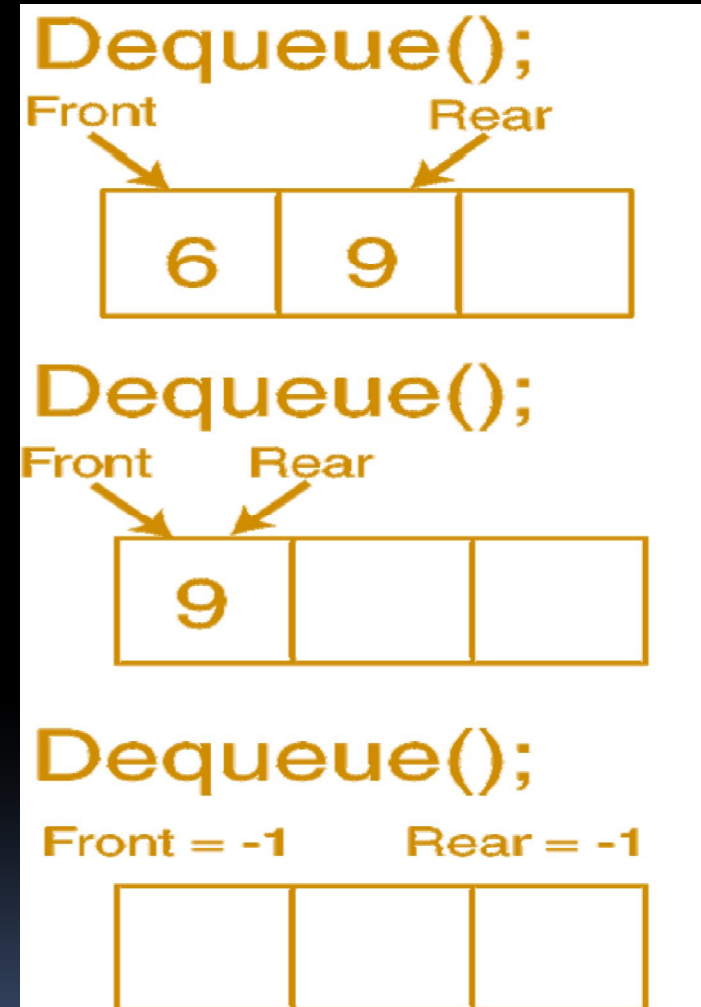 Dequeue();
Front Rear
6 9
Dequeue();
Front Rear
9
Dequeue();
Front = -1 Rear = -1